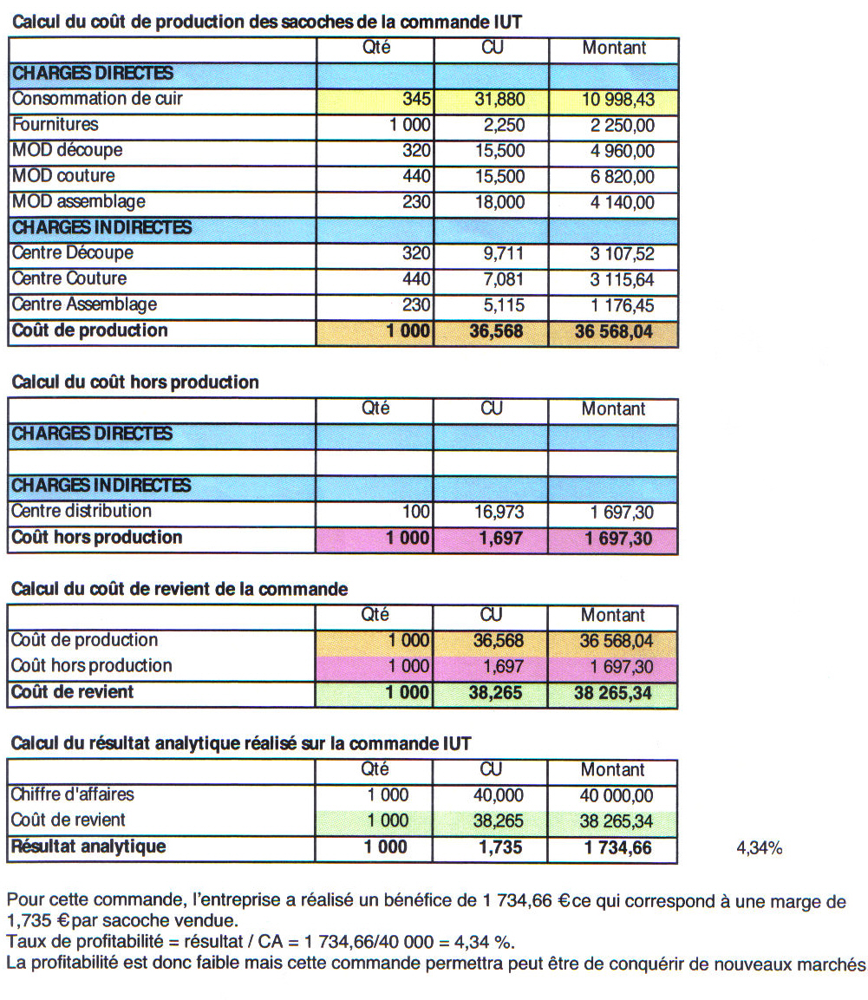 Calcul du coût de production des sacoches de la commande IUT
Qté CU Montant
CHARGES DIRECTES
Consommation de cuir 345 31,880 10 998,43
Fournitures 1 000 2,250 2 250,00
MOD découpe 320 15,500 4 960,00
MOD couture 440 15,500 6 820,00
MOD assemblage 230 18,000 4 140,00
CHARGES INDIRECTES
Centre Découpe 320 9,711 3 107,52
Centre Couture 440 7,081 3 115,64
Centre Assemblage 230 5,115 1 176,45
Coût de production 1 000 36,568 36 568,04
Calcul du coût hors production
Qté CU Montant
CHARGES DIRECTES
CHARGES INDIRECTES
Centre distribution 100 16,973 1 697,30
Coût hors production 1 000 1,697 1 697,30
Calcul du coût de revient de la commande
Qté CU Montant
Coût de production 1 000 36,568 36 568,04
Coût hors production 1 000 1,697 1 697,30
Coût de revient 1 000 38,265 38 265,34
Calcul du résultat analytique réalisé sur la commande IUT
Qté CU Montant
Chiffre d'affaires 1 000 40,000 40 000,00
Coût de revient 1 000 38,265 38 265,34
Résultat analytique 1 000 1,735 1 734,66 4,34%
Pour cette commande, l'entreprise a réalisé un bénéfice de 1 734,66 € ce qui correspond à une marge de
1,735 € par sacoche vendue.
Taux de profitabilité = résultat / CA = 1 734,66/40 000 = 4,34 %.
La profitabilité est donc faible mais cette commande permettra peut être de conquérir de nouveaux marchés